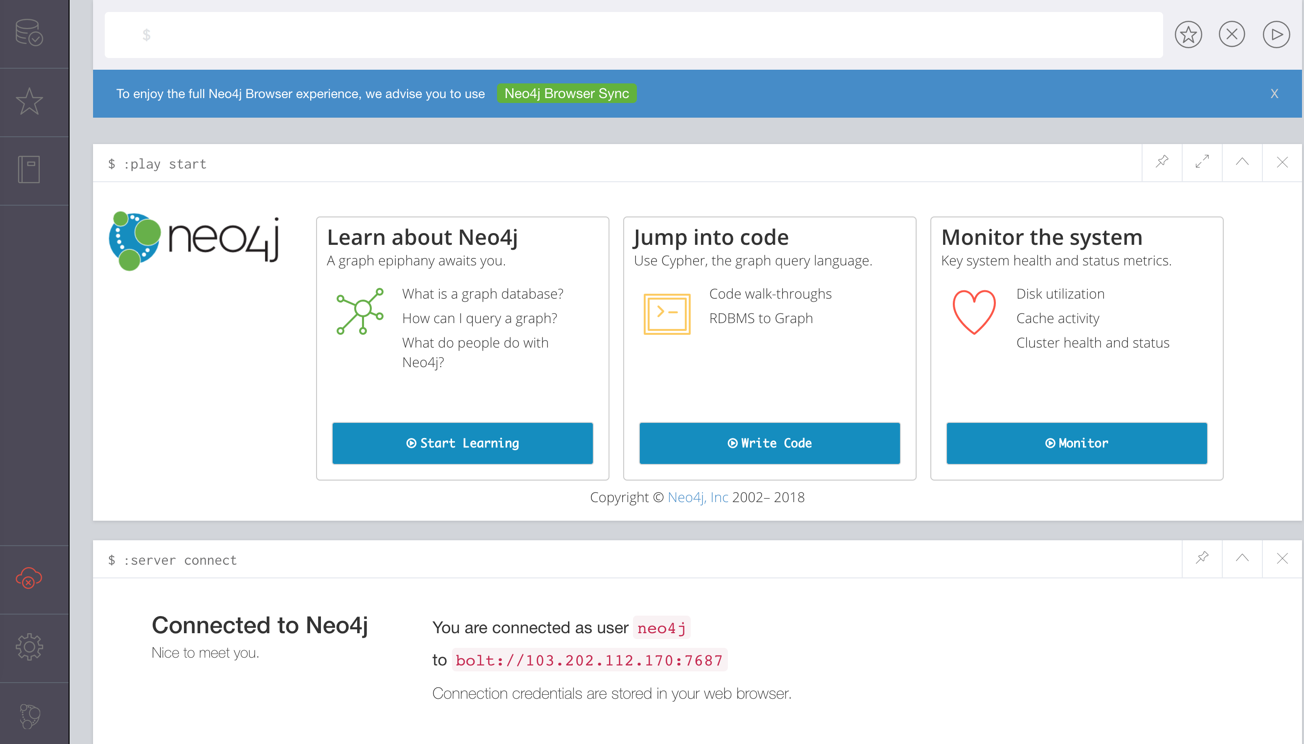 $
To enjoy the full Neo4j Browser experience, we advise you to use Neo4j Browser Sync X
$ :play start
neo4j
Learn about Neo4j
A graph epiphany awaits you.
What is a graph database?
How can I query a graph?
What do people do with
Neo4j?
Start Learning
Jump into code
Use Cypher, the graph query language.
Code walk-throughs
RDBMS to Graph
Write Code
Monitor the system
Key system health and status metrics.
Disk utilization
Cache activity
Cluster health and status
Monitor
Copyright © Neo4j, Inc 2002– 2018
$ :server connect
Connected to Neo4j
Nice to meet you.
You are connected as user neo4j
to bolt://103.202.112.170:7687
Connection credentials are stored in your web browser.